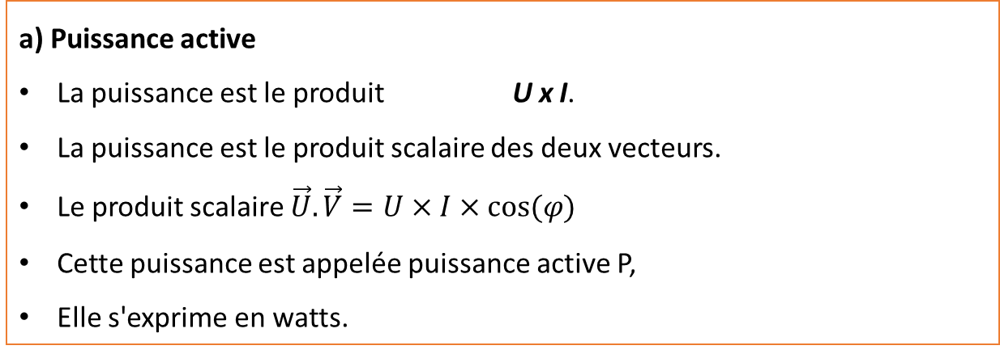 a) Puissance active
• La puissance est le produit U x I.
• La puissance est le produit scalaire des deux vecteurs.
• Le produit scalaire $\vec{U}.\vec{V} = U \times I \times \cos(\varphi)$
• Cette puissance est appelée puissance active P,
• Elle s'exprime en watts.